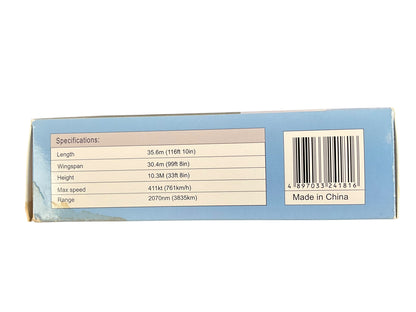 Specifications:
Length 35.6m (116ft 10in)
Wingspan 30.4m (99ft 8in)
Height 10.3M (33ft 8in)
Max speed 411kt (761km/h)
Range 2070nm (3835km)
4 897033 241816
Made in China